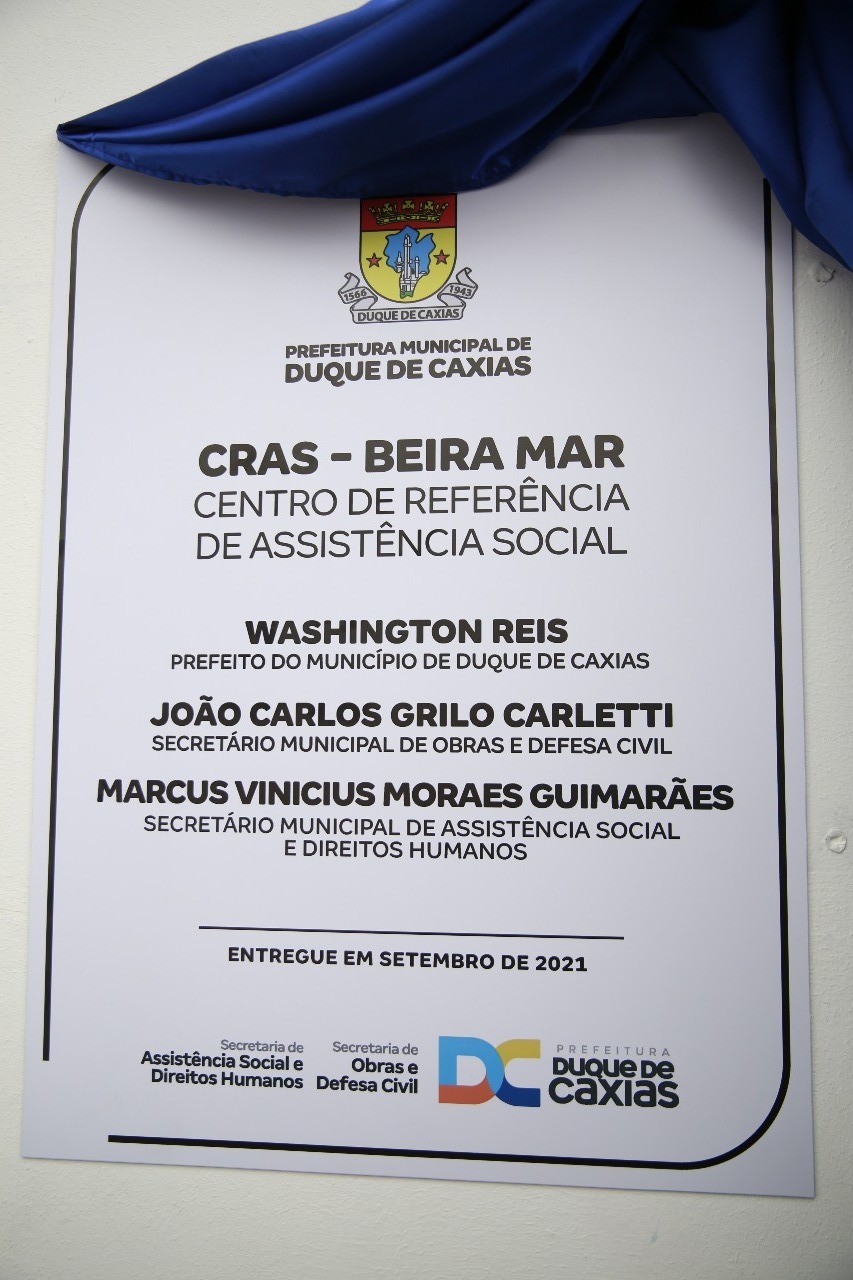 1566 1943
DUQUE DE CAXIAS
PREFEITURA MUNICIPAL DE
DUQUE DE CAXIAS
CRAS - BEIRA MAR
CENTRO DE REFERÊNCIA
DE ASSISTÊNCIA SOCIAL
WASHINGTON REIS
PREFEITO DO MUNICÍPIO DE DUQUE DE CAXIAS
JOÃO CARLOS GRILO CARLETTI
SECRETÁRIO MUNICIPAL DE OBRAS E DEFESA CIVIL
MARCUS VINICIUS MORAES GUIMARÃES
SECRETÁRIO MUNICIPAL DE ASSISTÊNCIA SOCIAL
E DIREITOS HUMANOS
ENTREGUE EM SETEMBRO DE 2021
Secretaria de
Assistência Social e
Direitos Humanos
Secretaria de
Obras e
Defesa Civil
DC
PREFEITURA
DUQUE DE
CAXIAS